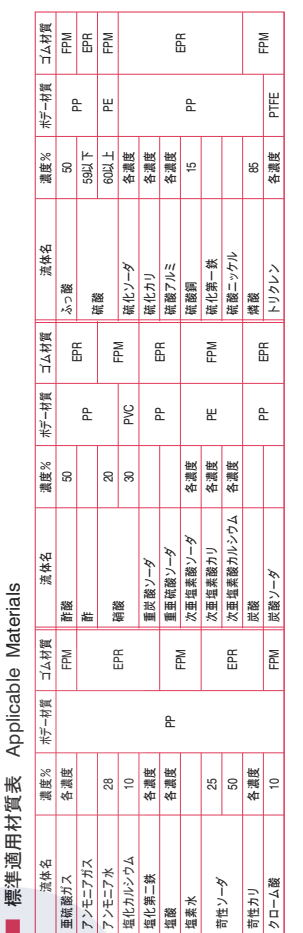 ■ 標準適用材質表 Applicable Materials
流体名 濃度% ボデー材質 ゴム材質 流体名 濃度% ボデー材質 ゴム材質 流体名 濃度% ボデー材質 ゴム材質
亜硫酸ガス 各濃度 PP FPM 酢酸 50 PP EPR ふっ酸 50 PP FPM
アンモニアガス EPR 酢 硫酸 59以下 EPR
アンモニア水 28 硝酸 20 FPM 60以上 PE FPM
塩化カルシウム 10 30 PVC 硫化ソーダ 各濃度 PP EPR
塩化第二鉄 各濃度 重炭酸ソーダ PP EPR 硫化カリ 各濃度
塩酸 各濃度 FPM 重亜硫酸ソーダ 硫酸アルミ 各濃度
塩素水 次亜塩素酸ソーダ 各濃度 PE FPM 硫酸銅 15
苛性ソーダ 25 EPR 次亜塩素酸カリ 各濃度 硫化第一鉄
50 次亜塩素酸カルシウム 各濃度 硫酸ニッケル
苛性カリ 各濃度 炭酸 PP EPR 燐酸 85 FPM
クローム酸 10 FPM 炭酸ソーダ トリクレン 各濃度 PTFE